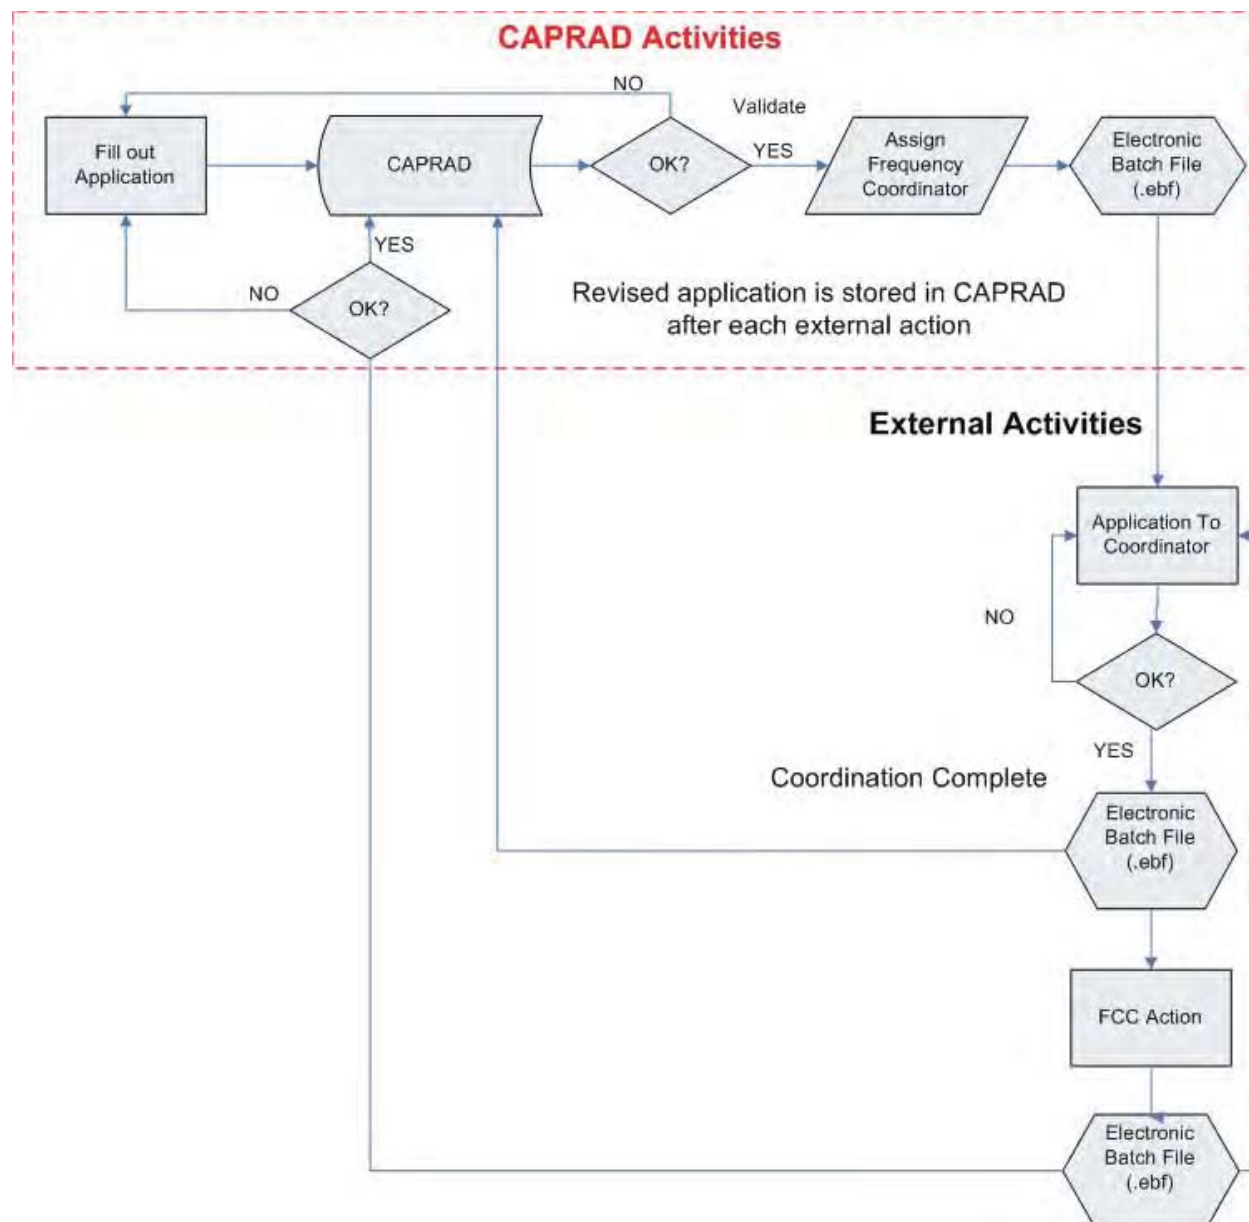 CAPRAD Activities
NO
Validate
Fill out
Application
CAPRAD
OK?
YES
Assign
Frequency
Coordinator
Electronic
Batch File
(.ebf)
YES
NO
OK?
Revised application is stored in CAPRAD
after each external action
External Activities
Application To
Coordinator
NO
OK?
YES
Coordination Complete
Electronic
Batch File
(.ebf)
FCC Action
Electronic
Batch File
(.ebf)